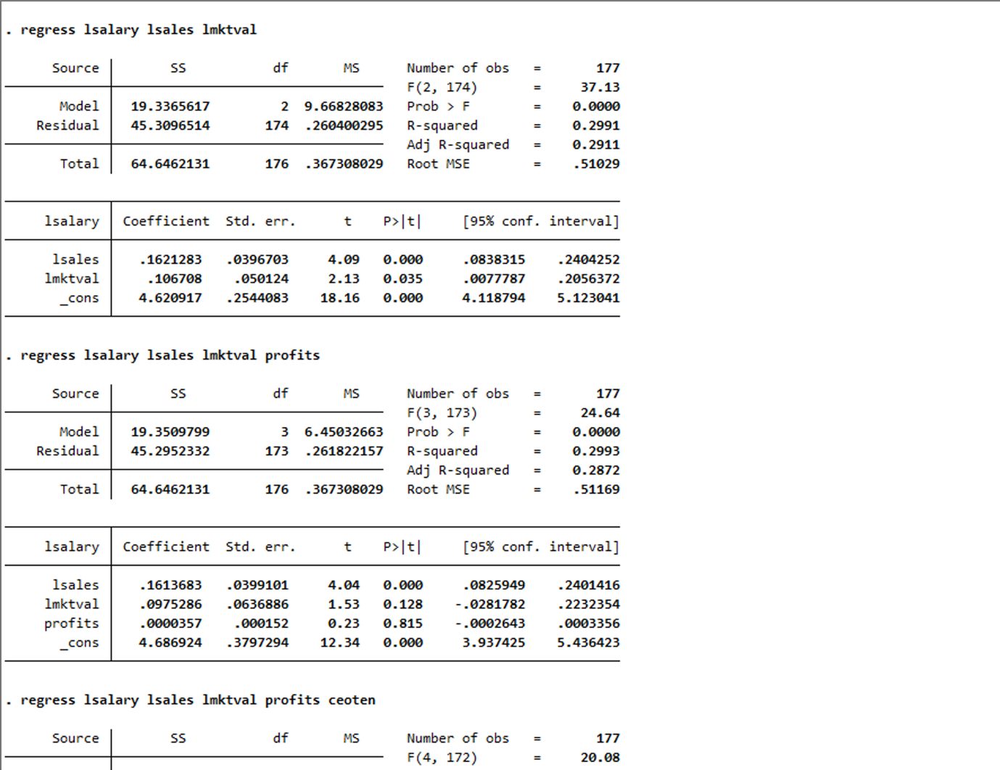 . regress lsalary lsales lmktval
Source SS df MS Number of obs = 177
F(2, 174) = 37.13
Model 19.3365617 2 9.66828083 Prob > F = 0.0000
Residual 45.3096514 174 .260400295 R-squared = 0.2991
Adj R-squared = 0.2911
Total 64.6462131 176 .367308029 Root MSE = .51029
lsalary Coefficient Std. err. t P>|t| [95% conf. interval]
lsales .1621283 .0396703 4.09 0.000 .0838315 .2404252
lmktval .106708 .050124 2.13 0.035 .0077787 .2056372
_cons 4.620917 .2544083 18.16 0.000 4.118794 5.123041
. regress lsalary lsales lmktval profits
Source SS df MS Number of obs = 177
F(3, 173) = 24.64
Model 19.3509799 3 6.45032663 Prob > F = 0.0000
Residual 45.2952332 173 .261822157 R-squared = 0.2993
Adj R-squared = 0.2872
Total 64.6462131 176 .367308029 Root MSE = .51169
lsalary Coefficient Std. err. t P>|t| [95% conf. interval]
lsales .1613683 .0399101 4.04 0.000 .0825949 .2401416
lmktval .0975286 .0636886 1.53 0.128 -.0281782 .2232354
profits .0000357 .000152 0.23 0.815 -.0002643 .0003356
_cons 4.686924 .3797294 12.34 0.000 3.937425 5.436423
. regress lsalary lsales lmktval profits ceoten
Source SS df MS Number of obs = 177
F(4, 172) = 20.08